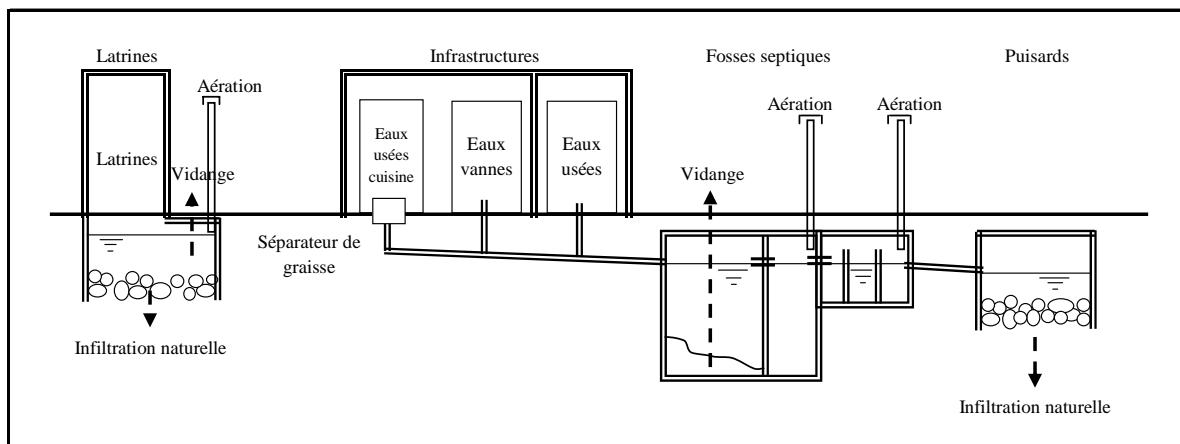 Latrines
Infrastructures
Fosses septiques
Puisards
Aération
Aération
Aération
Eaux
usées
cuisine
Eaux
vannes
Eaux
usées
Latrines
Vidange
Vidange
Séparateur de
graisse
Infiltration naturelle
Infiltration naturelle